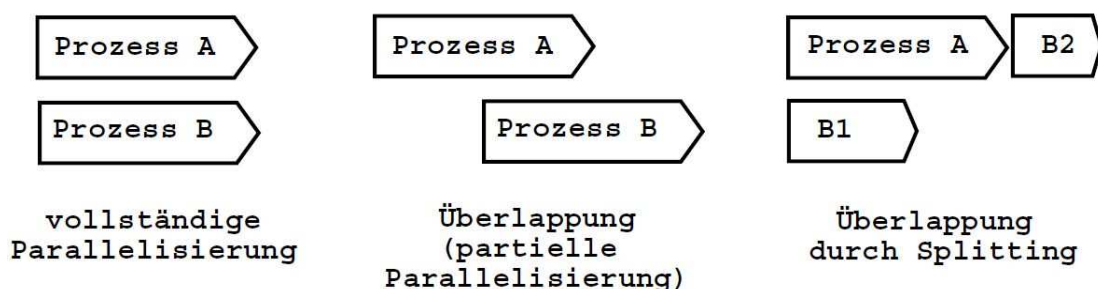 Prozess A
Prozess B
vollständige
Parallelisierung
Prozess A
Prozess B
Überlappung
(partielle
Parallelisierung)
Prozess A
B2
B1
Überlappung
durch Splitting